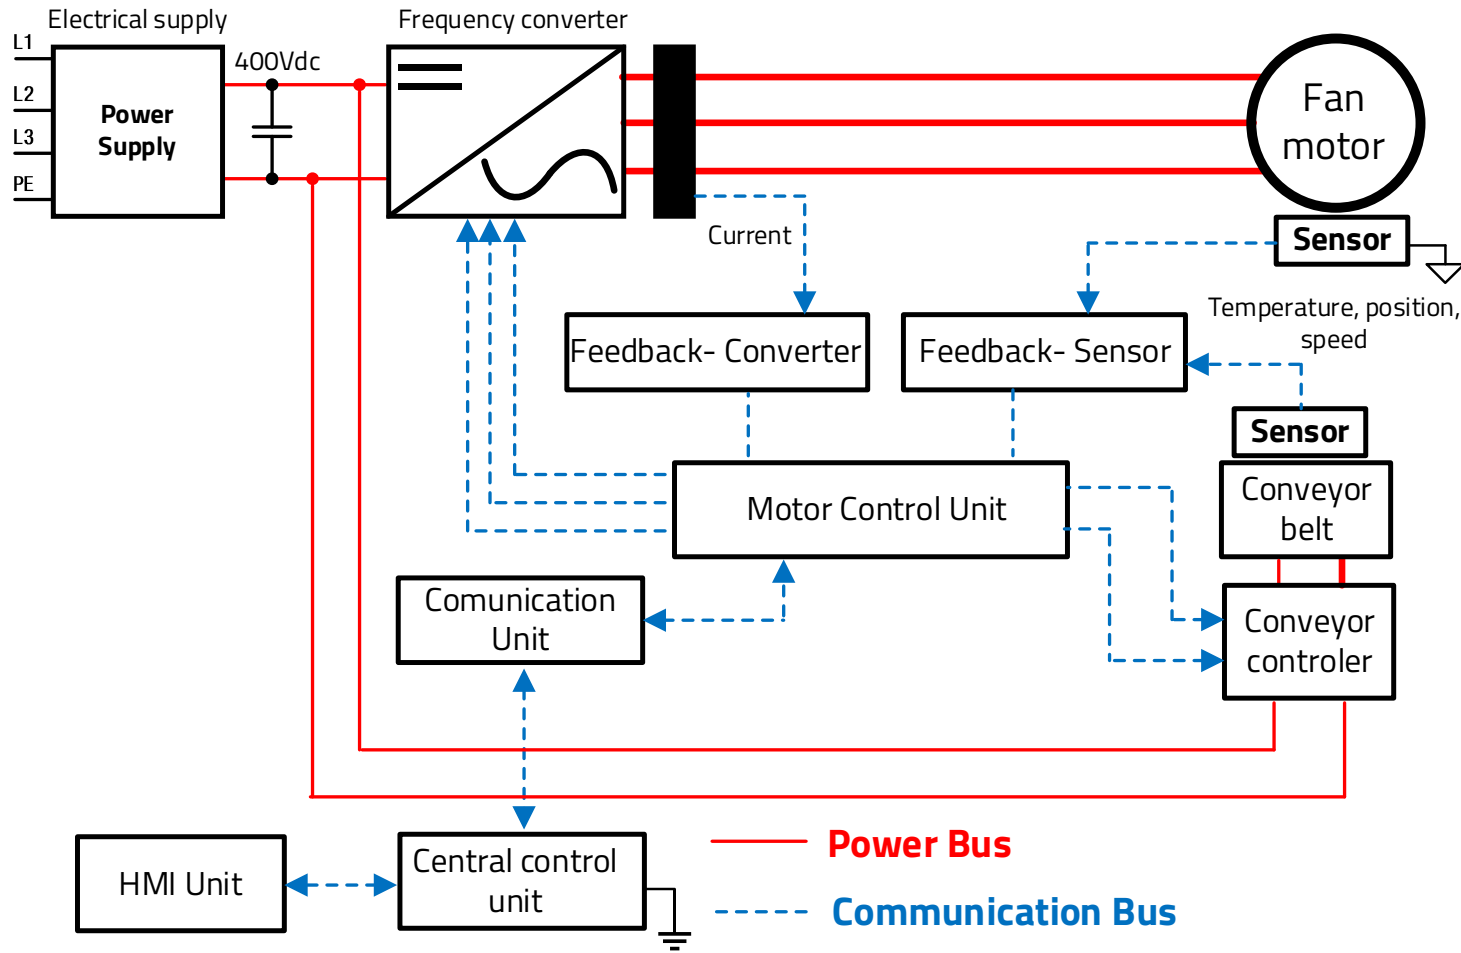 Electrical supply
Frequency converter
L1
L2
L3
PE
Power
Supply
400Vdc
Fan
motor
Current
Sensor
Temperature, position,
speed
Feedback- Converter
Feedback- Sensor
Sensor
Conveyor
belt
Motor Control Unit
Comunication
Unit
Conveyor
controler
HMI Unit
Central control
unit
Power Bus
Communication Bus